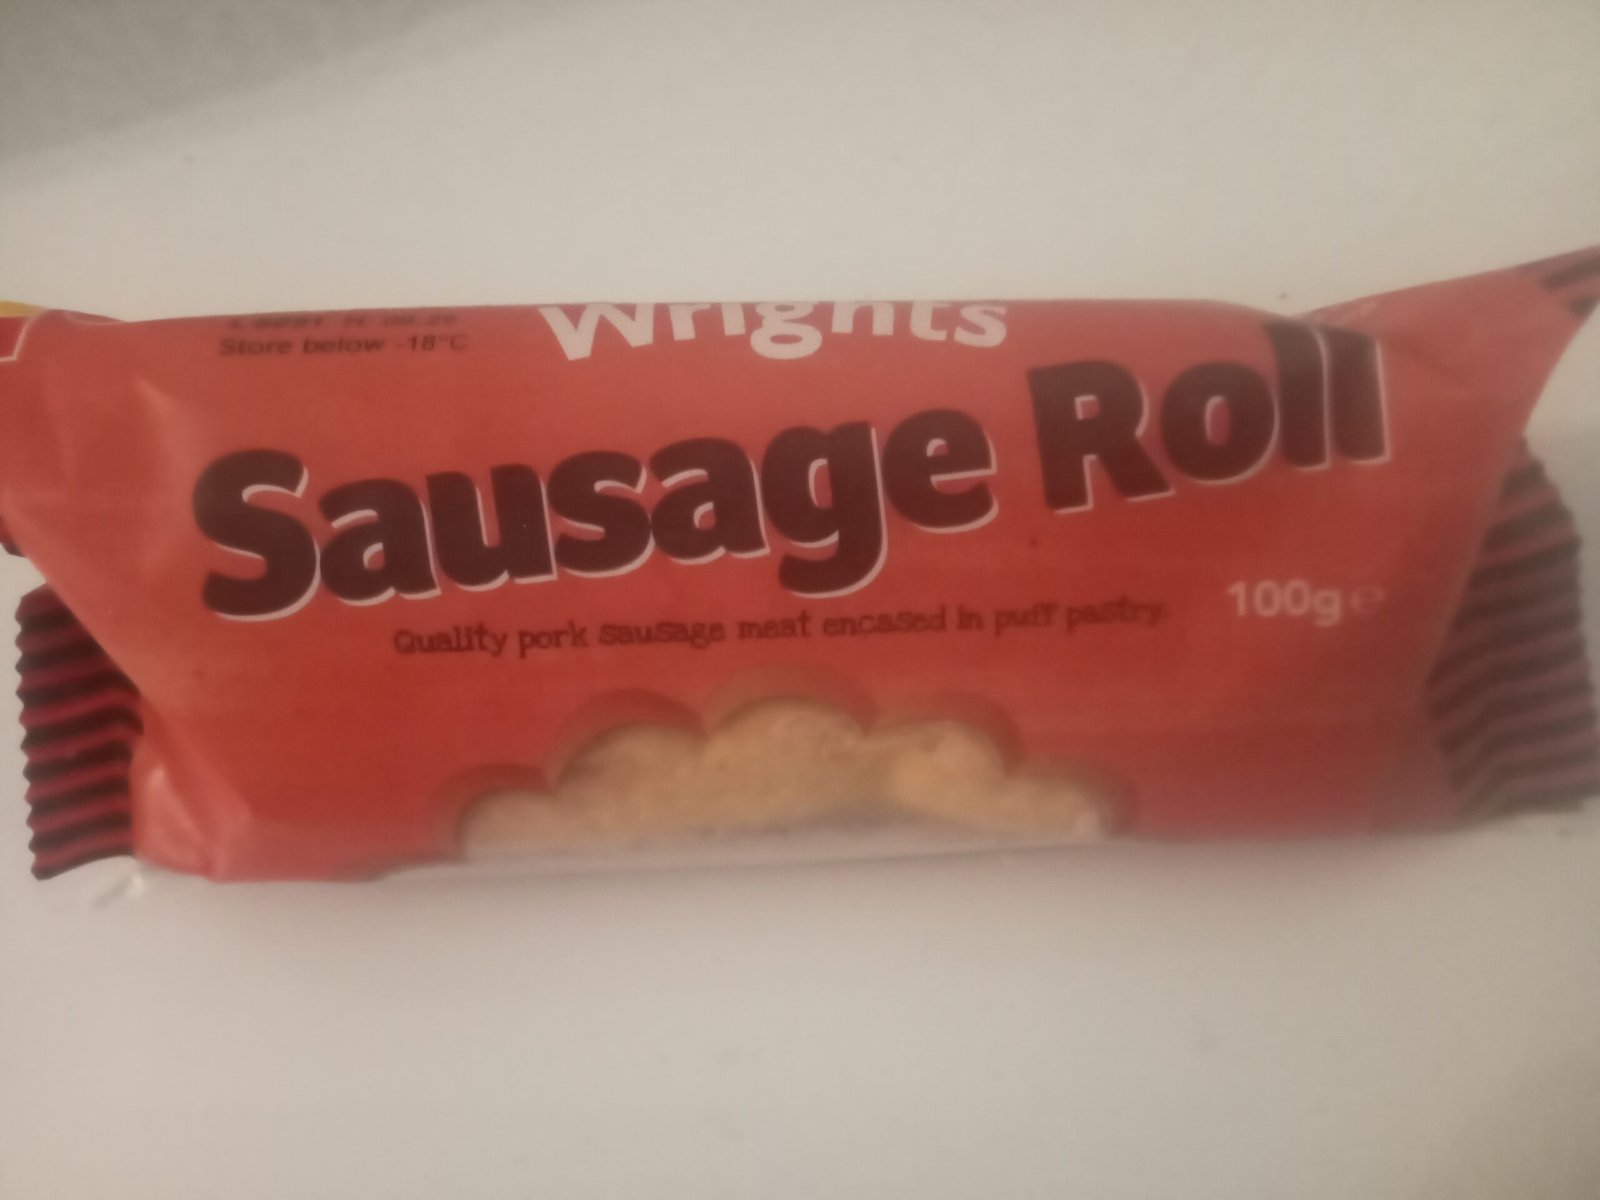 Wrights
Store below -18°C
Sausage Roll
Quality pork sausage meat encased in puff pastry.
100g e